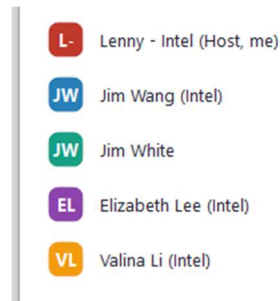 L- Lenny - Intel (Host, me)
JW Jim Wang (Intel)
JW Jim White
EL Elizabeth Lee (Intel)
VL Valina Li (Intel)